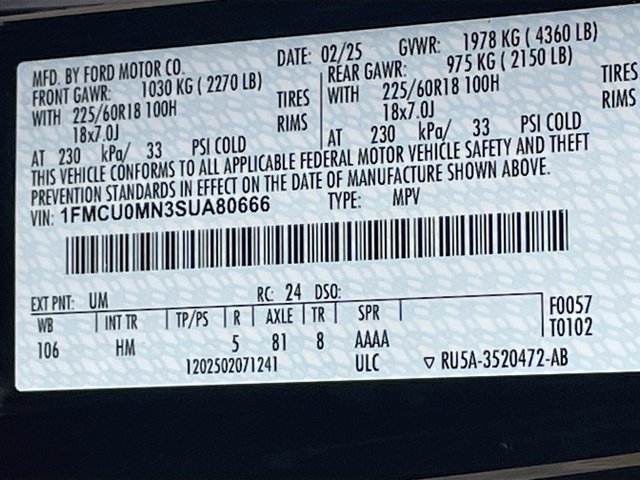 MFD. BY FORD MOTOR CO. DATE: 02/25 GVWR: 1978 KG ( 4360 LB)
FRONT GAWR: 1030 KG ( 2270 LB) REAR GAWR: 975 KG ( 2150 LB)
WITH 225/60R18 100H TIRES WITH 225/60R18 100H TIRES
18x7.0J RIMS 18x7.0J RIMS
AT 230 kPa/ 33 PSI COLD AT 230 kPa/ 33 PSI COLD
THIS VEHICLE CONFORMS TO ALL APPLICABLE FEDERAL MOTOR VEHICLE SAFETY AND THEFT
PREVENTION STANDARDS IN EFFECT ON THE DATE OF MANUFACTURE SHOWN ABOVE.
VIN: 1FMCU0MN3SUA80666 TYPE: MPV
EXT PNT: UM RC: 24 DSO:
WB INT TR TP/PS R AXLE TR SPR F0057
106 HM 5 81 8 AAAA T0102
1202502071241 ULC ▽ RU5A-3520472-AB